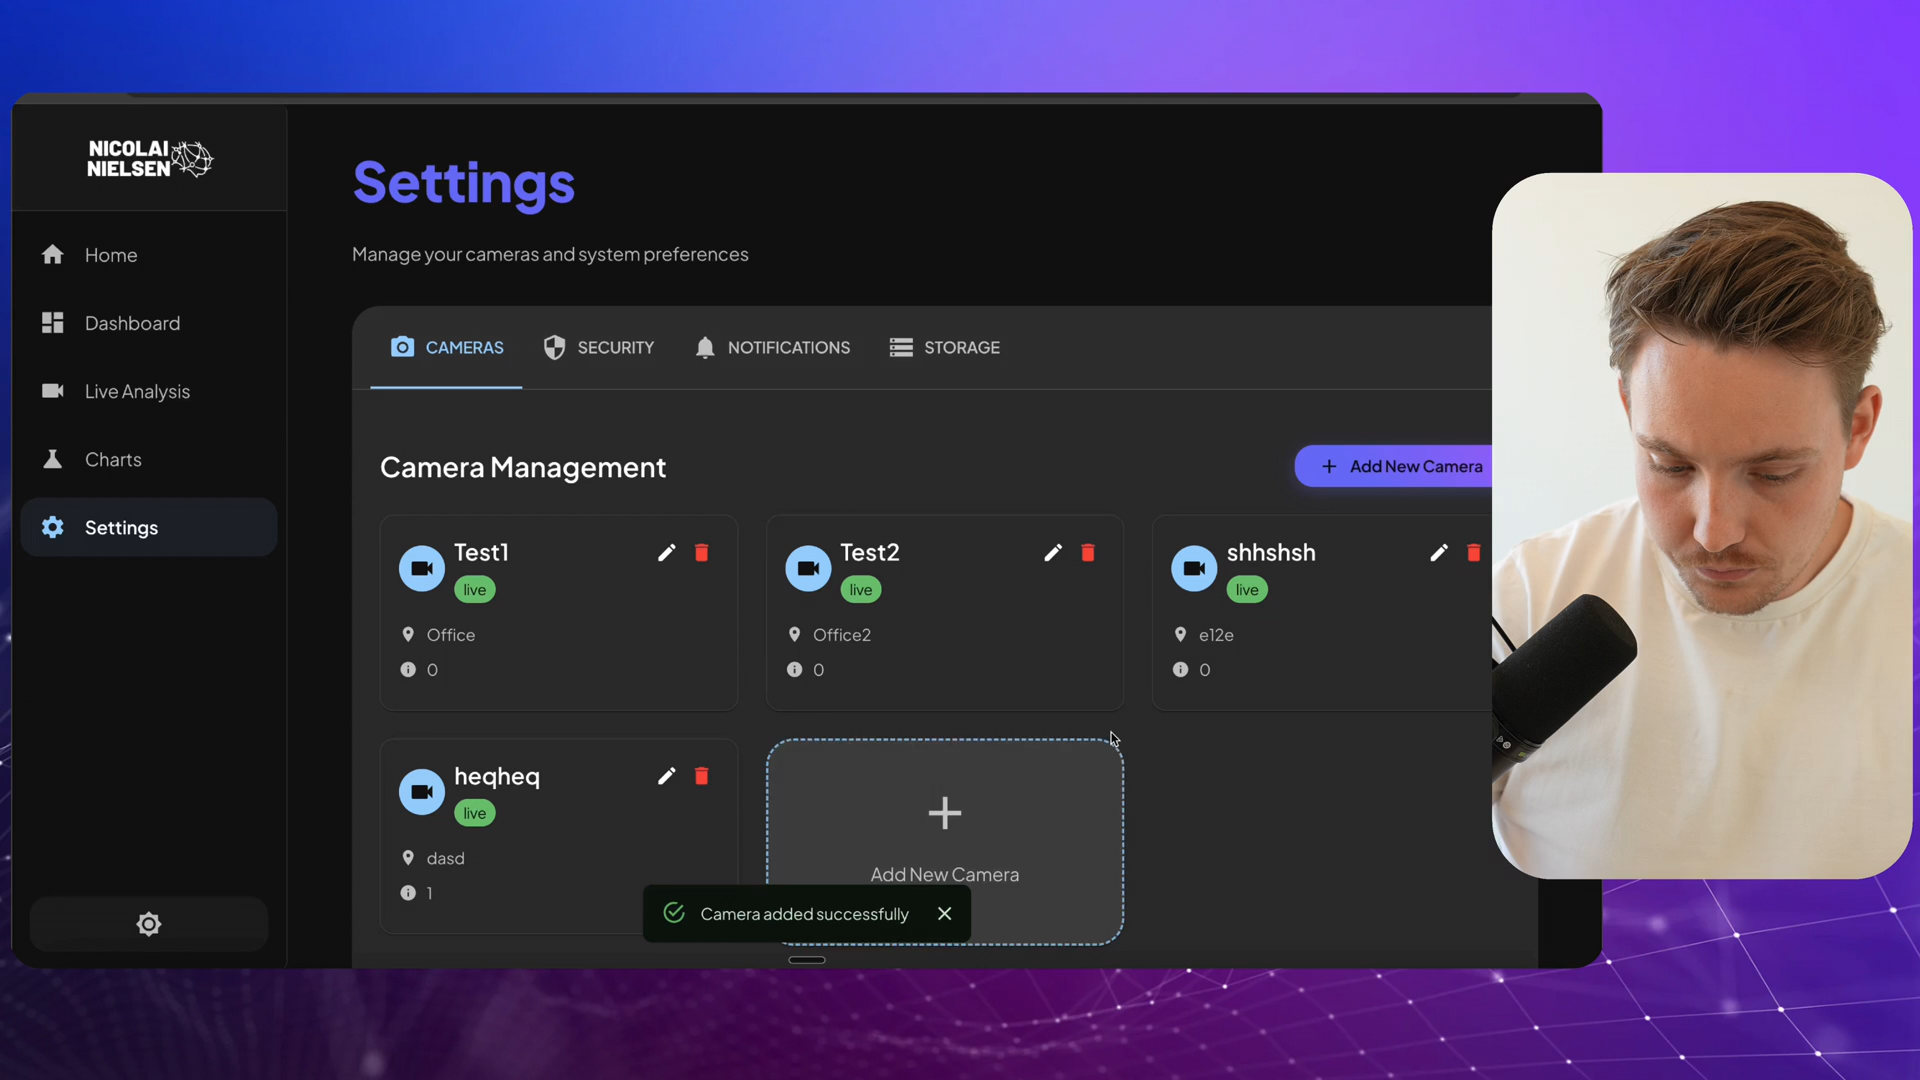 NICOLAI
NIELSEN
Home
Dashboard
Live Analysis
Charts
Settings
Settings
Manage your cameras and system preferences
CAMERAS
SECURITY
NOTIFICATIONS
STORAGE
Camera Management
Add New Camera
Test1
live
Office
0
Test2
live
Office2
0
shhshsh
live
e12e
0
heqheq
live
dasd
1
Add New Camera
Camera added successfully